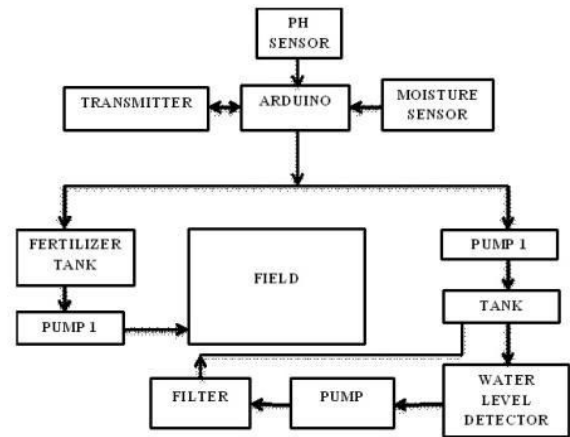 PH
SENSOR
TRANSMITTER
ARDUINO
MOISTURE
SENSOR
FERTILIZER
TANK
FIELD
PUMP 1
TANK
PUMP 1
FILTER
PUMP
WATER
LEVEL
DETECTOR